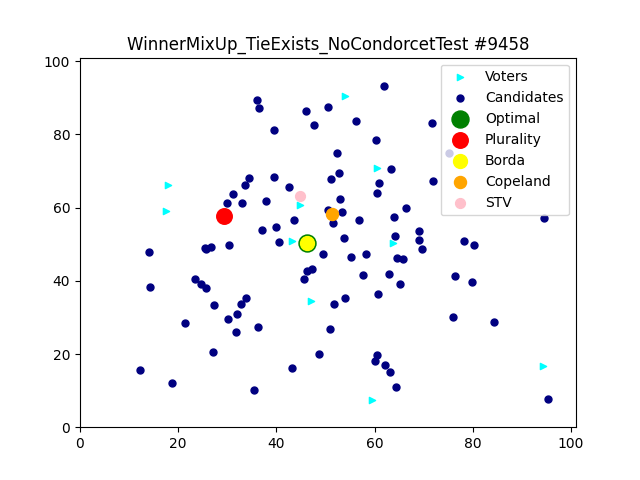 WinnerMixUp_TieExists_NoCondorcetTest #9458
100
80
60
40
20
0
0
20
40
60
80
100
Voters
Candidates
Optimal
Plurality
Borda
Copeland
STV